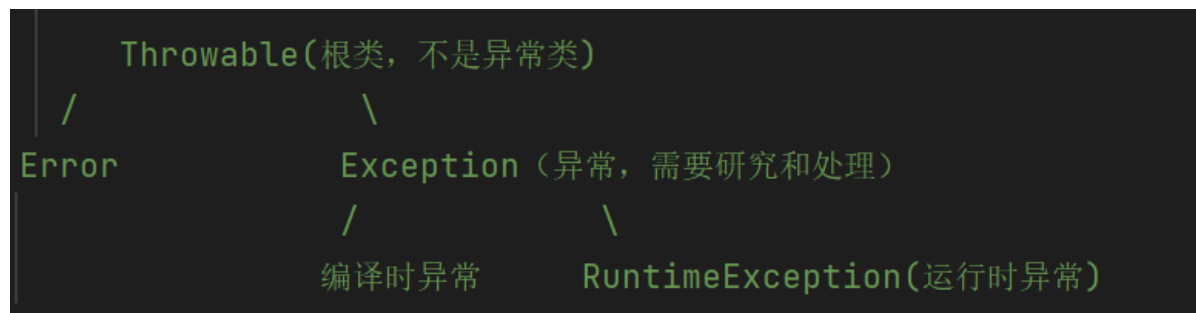 Throwable(根类，不是异常类)
/ \
Error Exception（异常，需要研究和处理）
/ \
编译时异常 RuntimeException(运行时异常)